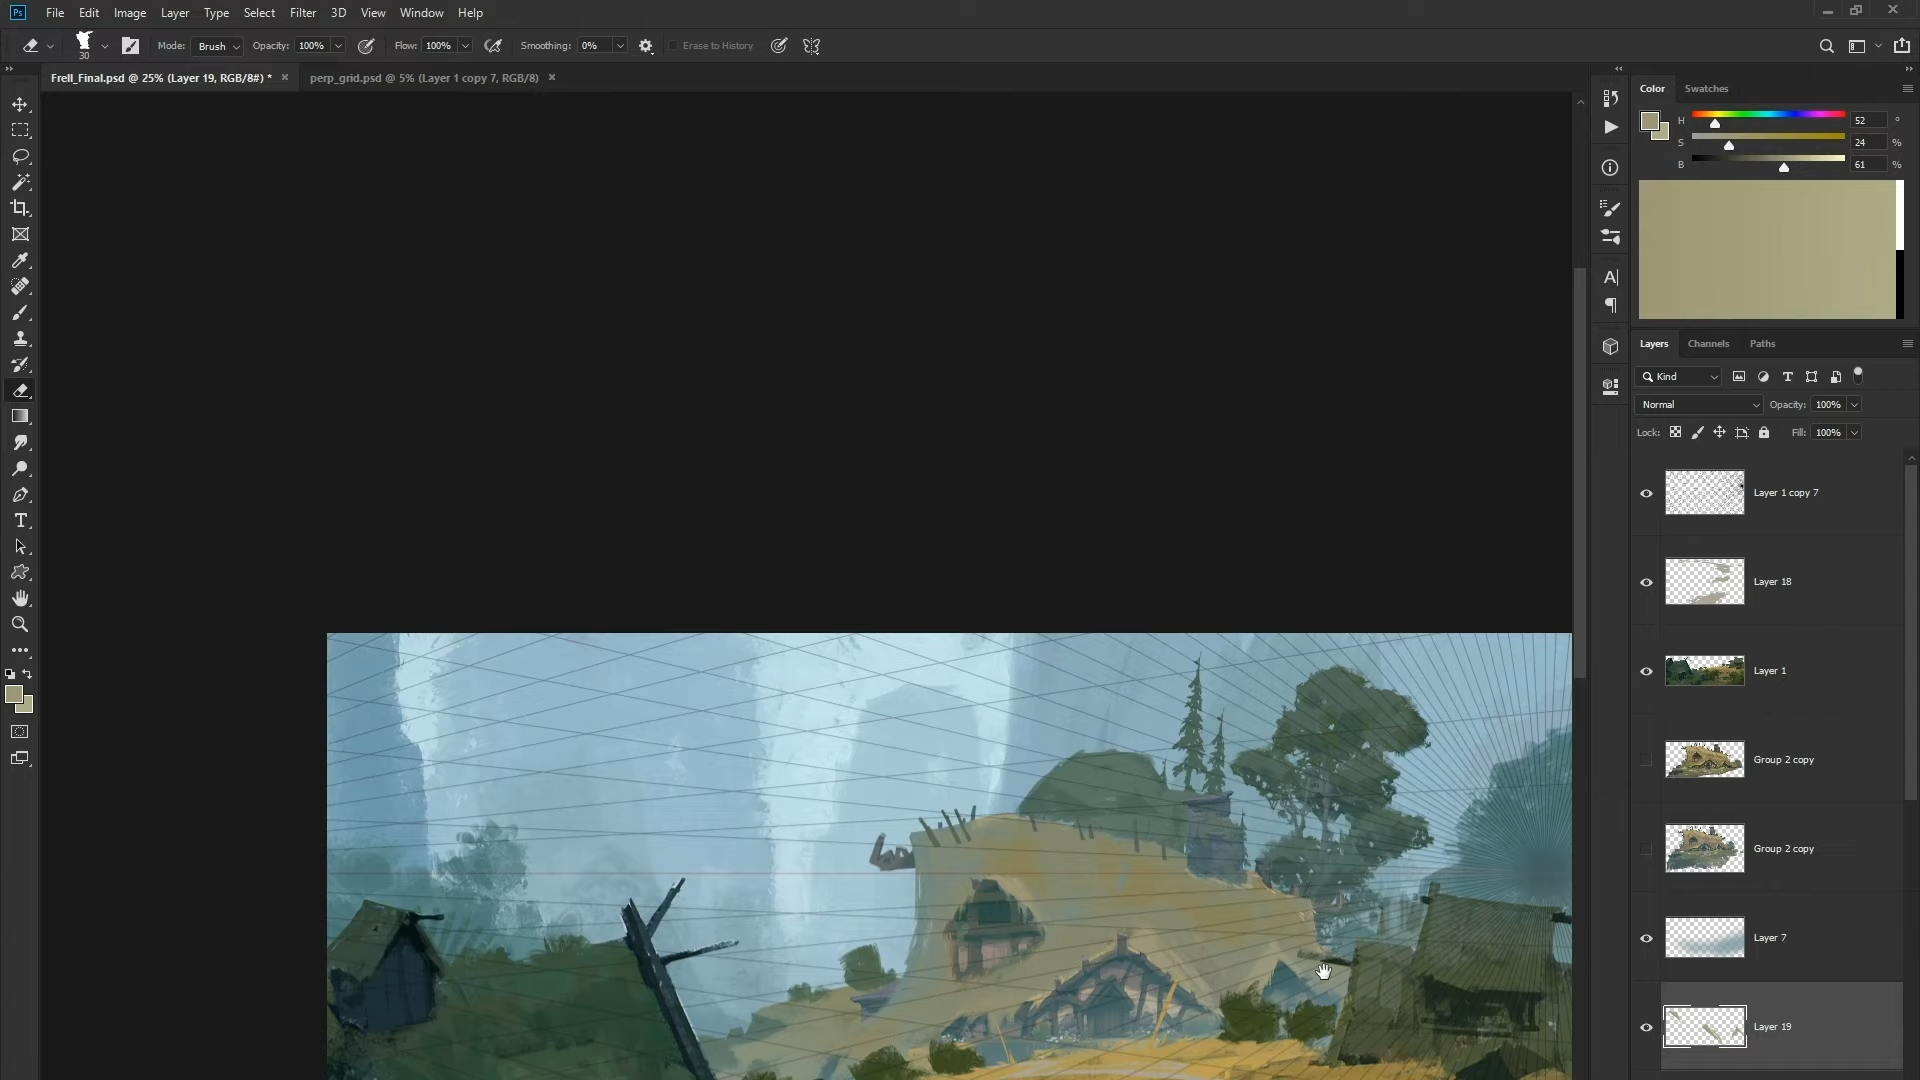 Ps File Edit Image Layer Type Select Filter 3D View Window Help
30 Mode: Brush Opacity: 100% Flow: 100% Smoothing: 0% Erase to History
Frell_Final.psd @ 25% (Layer 19, RGB/8#) * perp_grid.psd @ 5% (Layer 1 copy 7, RGB/8)
Color Swatches
H 52 °
S 24 %
B 61 %
Layers Channels Paths
Kind
Normal Opacity: 100%
Lock: Fill: 100%
Layer 1 copy 7
Layer 18
Layer 1
Group 2 copy
Group 2 copy
Layer 7
Layer 19